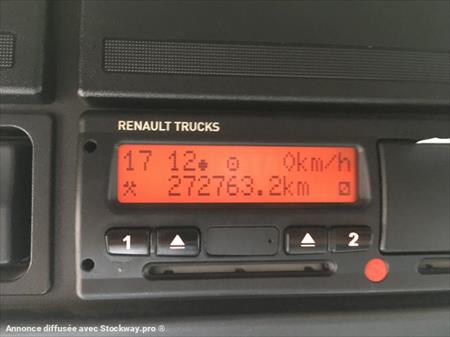 RENAULT TRUCKS
17 12 0km/h
272763.2km
1 2
Annonce diffusée avec Stockway.pro ®